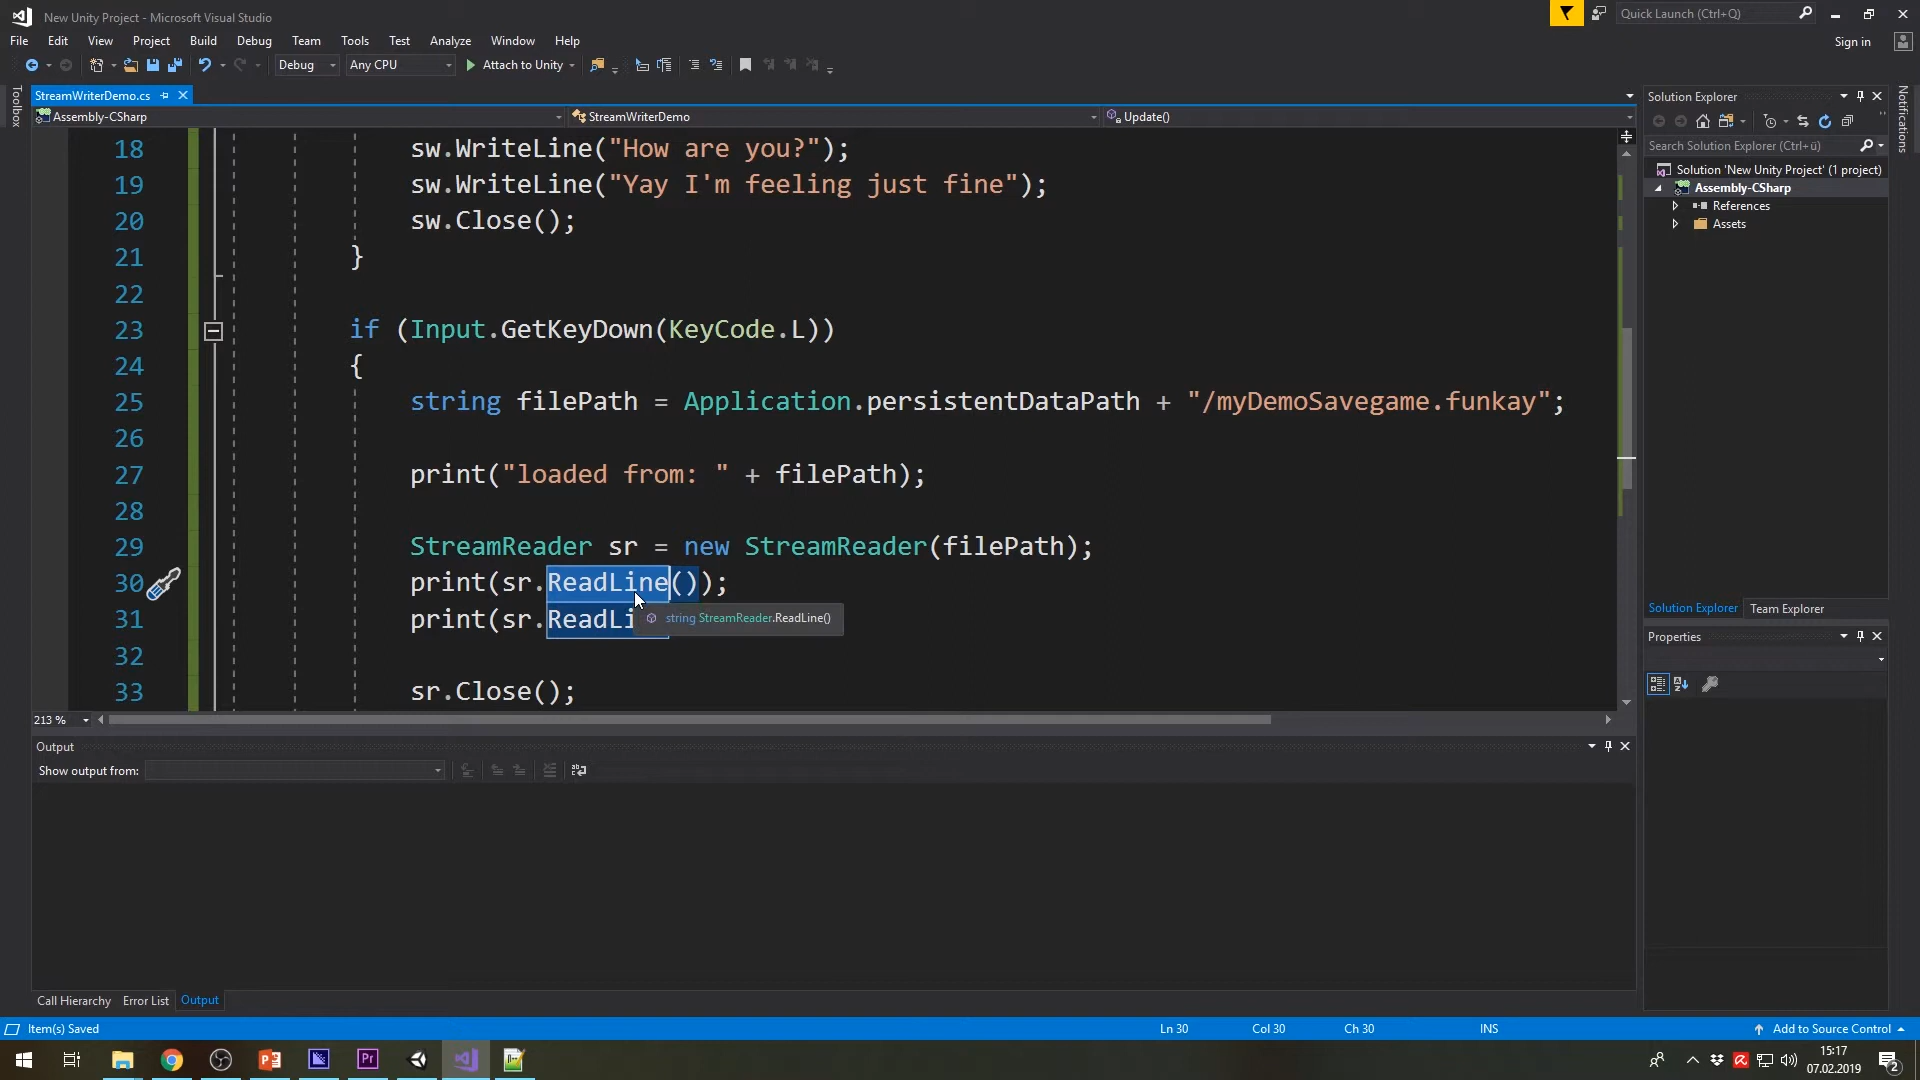 New Unity Project - Microsoft Visual Studio
Quick Launch (Ctrl+Q)
File Edit View Project Build Debug Team Tools Test Analyze Window Help
Sign in
Debug Any CPU Attach to Unity
Toolbox
StreamWriterDemo.cs
Assembly-CSharp StreamWriterDemo Update()
18 sw.WriteLine("How are you?");
19 sw.WriteLine("Yay I'm feeling just fine");
20 sw.Close();
21 }
22
23 if (Input.GetKeyDown(KeyCode.L))
24 {
25 string filePath = Application.persistentDataPath + "/myDemoSavegame.funkay";
26
27 print("loaded from: " + filePath);
28
29 StreamReader sr = new StreamReader(filePath);
30 print(sr.ReadLine());
31 print(sr.ReadLi
string StreamReader.ReadLine()
32
33 sr.Close();
213 %
Output
Show output from:
Call Hierarchy Error List Output
Solution Explorer
Search Solution Explorer (Ctrl+ü)
Solution 'New Unity Project' (1 project)
Assembly-CSharp
References
Assets
Solution Explorer Team Explorer
Properties
Notifications
Item(s) Saved Ln 30 Col 30 Ch 30 INS Add to Source Control
15:17
07.02.2019
2